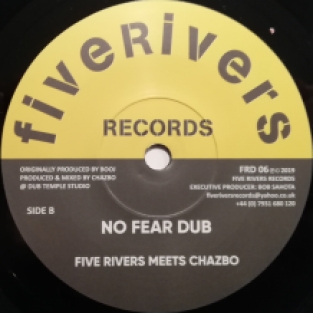 fiveRivers
RECORDS
ORIGINALLY PRODUCED BY BOOJ
PRODUCED & MIXED BY CHAZBO
@ DUB TEMPLE STUDIO
FRD 06 2019
FIVE RIVERS RECORDS
EXECUTIVE PRODUCER: BOB SAHOTA
fiveriversrecords@yahoo.co.uk
+44 (0) 7951 680 120
SIDE B
NO FEAR DUB
FIVE RIVERS MEETS CHAZBO